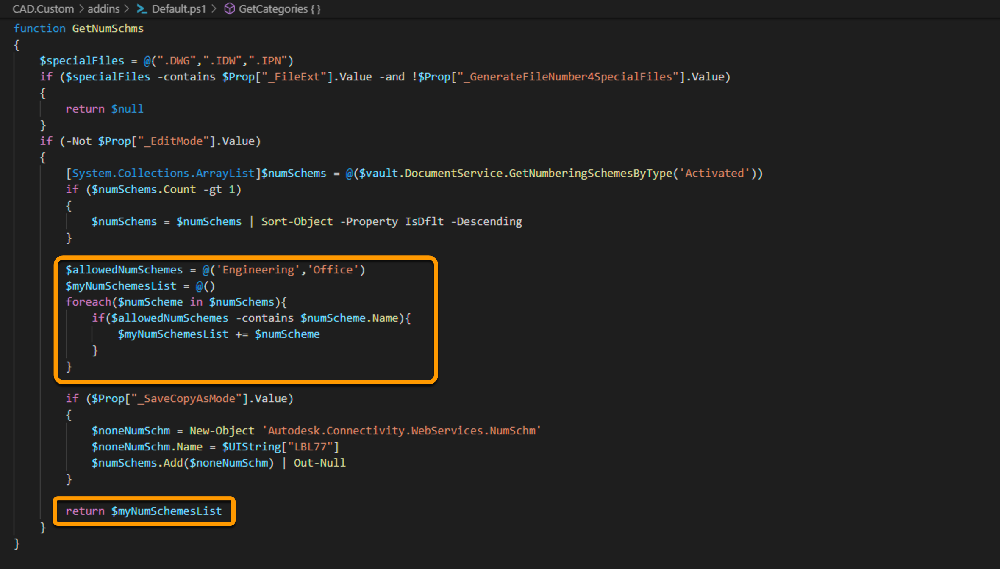 CAD.Custom > addins > Default.ps1 > GetCategories { }
function GetNumSchms
{
    $specialFiles = @(".DWG",".IDW",".IPN")
    if ($specialFiles -contains $Prop["_FileExt"].Value -and !$Prop["_GenerateFileNumber4SpecialFiles"].Value)
    {
        return $null
    }
    if (-Not $Prop["_EditMode"].Value)
    {
        [System.Collections.ArrayList]$numSchems = @($vault.DocumentService.GetNumberingSchemesByType('Activated'))
        if ($numSchems.Count -gt 1)
        {
            $numSchems = $numSchems | Sort-Object -Property IsDflt -Descending
        }
        $allowedNumSchemes = @('Engineering','Office')
        $myNumSchemesList = @()
        foreach($numScheme in $numSchems){
            if($allowedNumSchemes -contains $numScheme.Name){
                $myNumSchemesList += $numScheme
            }
        }
        if ($Prop["_SaveCopyAsMode"].Value)
        {
            $noneNumSchm = New-Object 'Autodesk.Connectivity.WebServices.NumSchm'
            $noneNumSchm.Name = $UIString["LBL77"]
            $numSchems.Add($noneNumSchm) | Out-Null
        }
        return $myNumSchemesList
    }
}